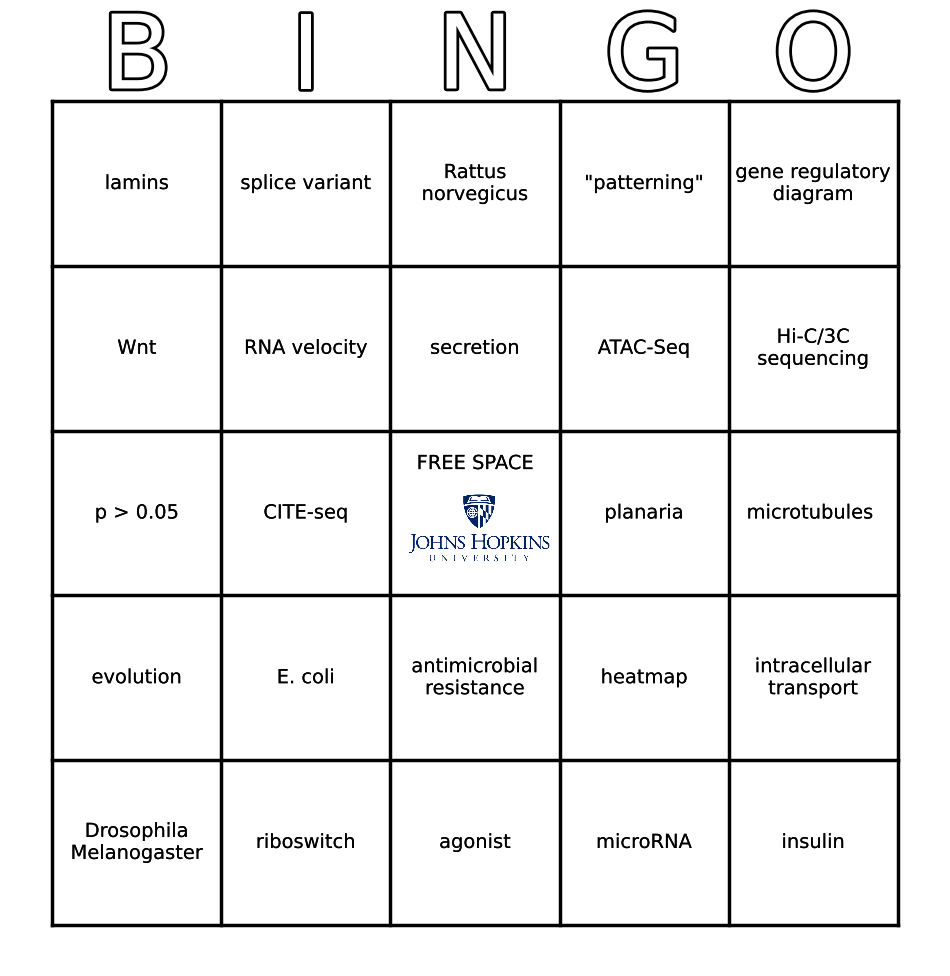 B I N G O
lamins
splice variant
Rattus
norvegicus
"patterning"
gene regulatory
diagram
Wnt
RNA velocity
secretion
ATAC-Seq
Hi-C/3C
sequencing
p > 0.05
CITE-seq
FREE SPACE
JOHNS HOPKINS
UNIVERSITY
planaria
microtubules
evolution
E. coli
antimicrobial
resistance
heatmap
intracellular
transport
Drosophila
Melanogaster
riboswitch
agonist
microRNA
insulin